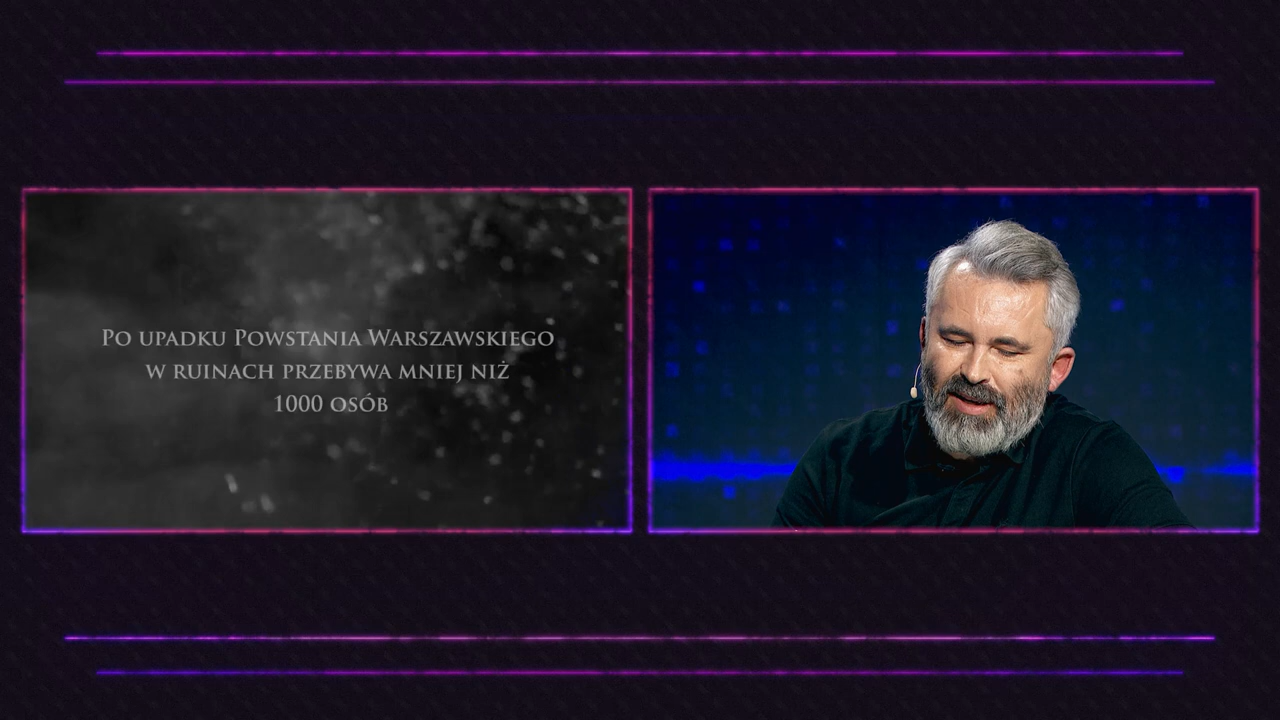 Po upadku Powstania Warszawskiego
w ruinach przebywa mniej niż
1000 osób